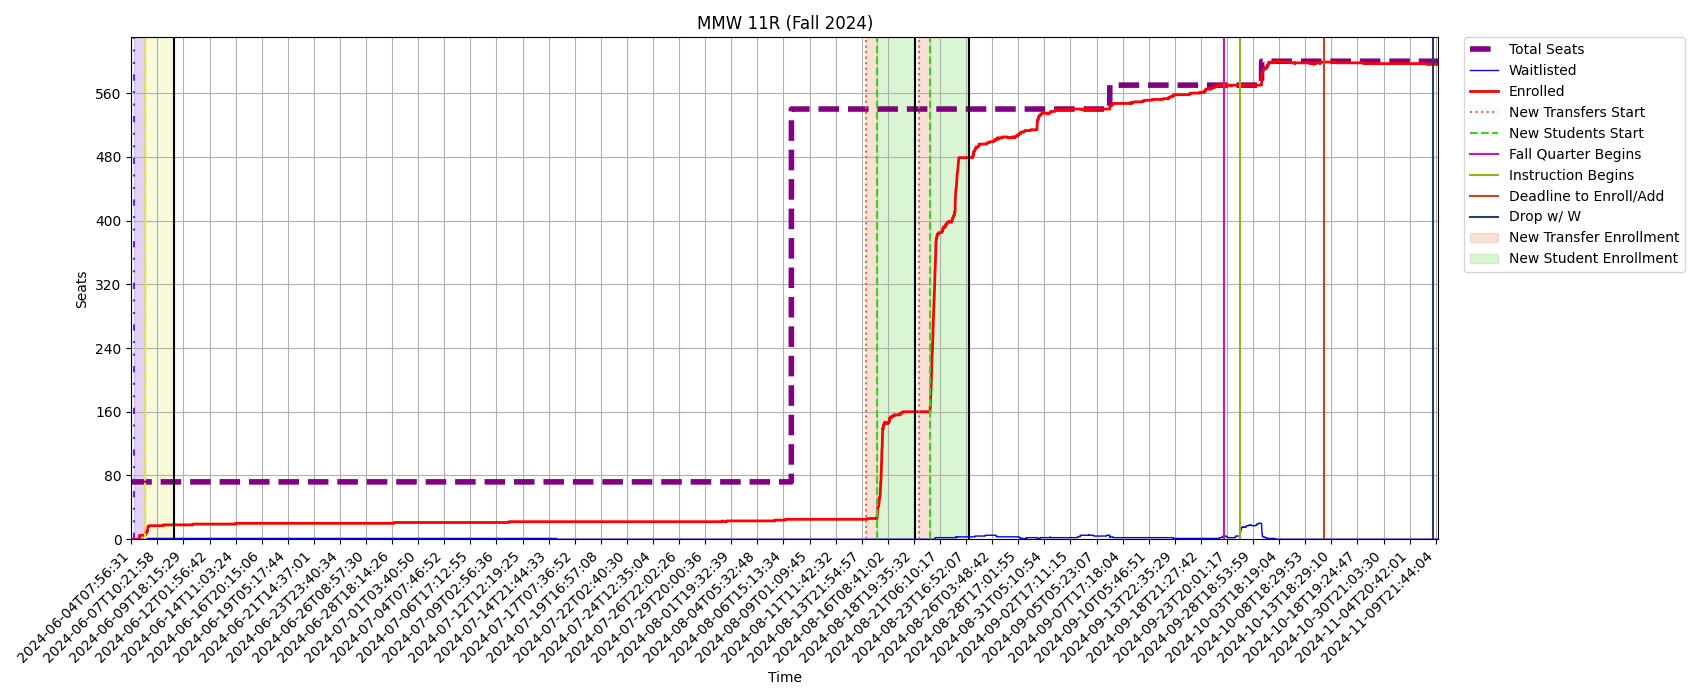 MMW 11R (Fall 2024)
Total Seats
Waitlisted
Enrolled
New Transfers Start
New Students Start
Fall Quarter Begins
Instruction Begins
Deadline to Enroll/Add
Drop w/ W
New Transfer Enrollment
New Student Enrollment
Seats
560
480
400
320
240
160
80
0
2024-06-04T07:56:31
2024-06-07T10:21:58
2024-06-09T18:15:29
2024-06-12T01:56:42
2024-06-14T11:03:24
2024-06-16T20:15:06
2024-06-19T05:17:44
2024-06-21T14:37:01
2024-06-23T23:40:34
2024-06-26T08:57:30
2024-06-28T18:14:26
2024-07-01T03:40:50
2024-07-04T07:46:52
2024-07-06T17:12:55
2024-07-09T02:56:36
2024-07-12T12:19:25
2024-07-14T21:44:33
2024-07-17T07:36:52
2024-07-19T16:57:08
2024-07-22T02:40:30
2024-07-24T12:35:04
2024-07-26T22:02:26
2024-07-29T20:00:36
2024-08-01T19:32:39
2024-08-04T05:32:48
2024-08-06T15:13:34
2024-08-09T01:09:45
2024-08-11T11:42:32
2024-08-13T21:54:57
2024-08-16T08:41:02
2024-08-18T19:35:32
2024-08-21T06:10:17
2024-08-23T16:52:07
2024-08-26T03:48:42
2024-08-28T17:01:55
2024-08-31T05:10:54
2024-09-02T17:11:15
2024-09-05T05:23:07
2024-09-07T17:18:04
2024-09-10T05:46:51
2024-09-13T22:35:29
2024-09-18T21:27:42
2024-09-23T20:01:17
2024-09-28T18:53:59
2024-10-03T18:19:04
2024-10-08T18:29:53
2024-10-13T18:29:10
2024-10-18T19:24:47
2024-10-30T21:03:30
2024-11-04T20:42:01
2024-11-09T21:44:04
Time